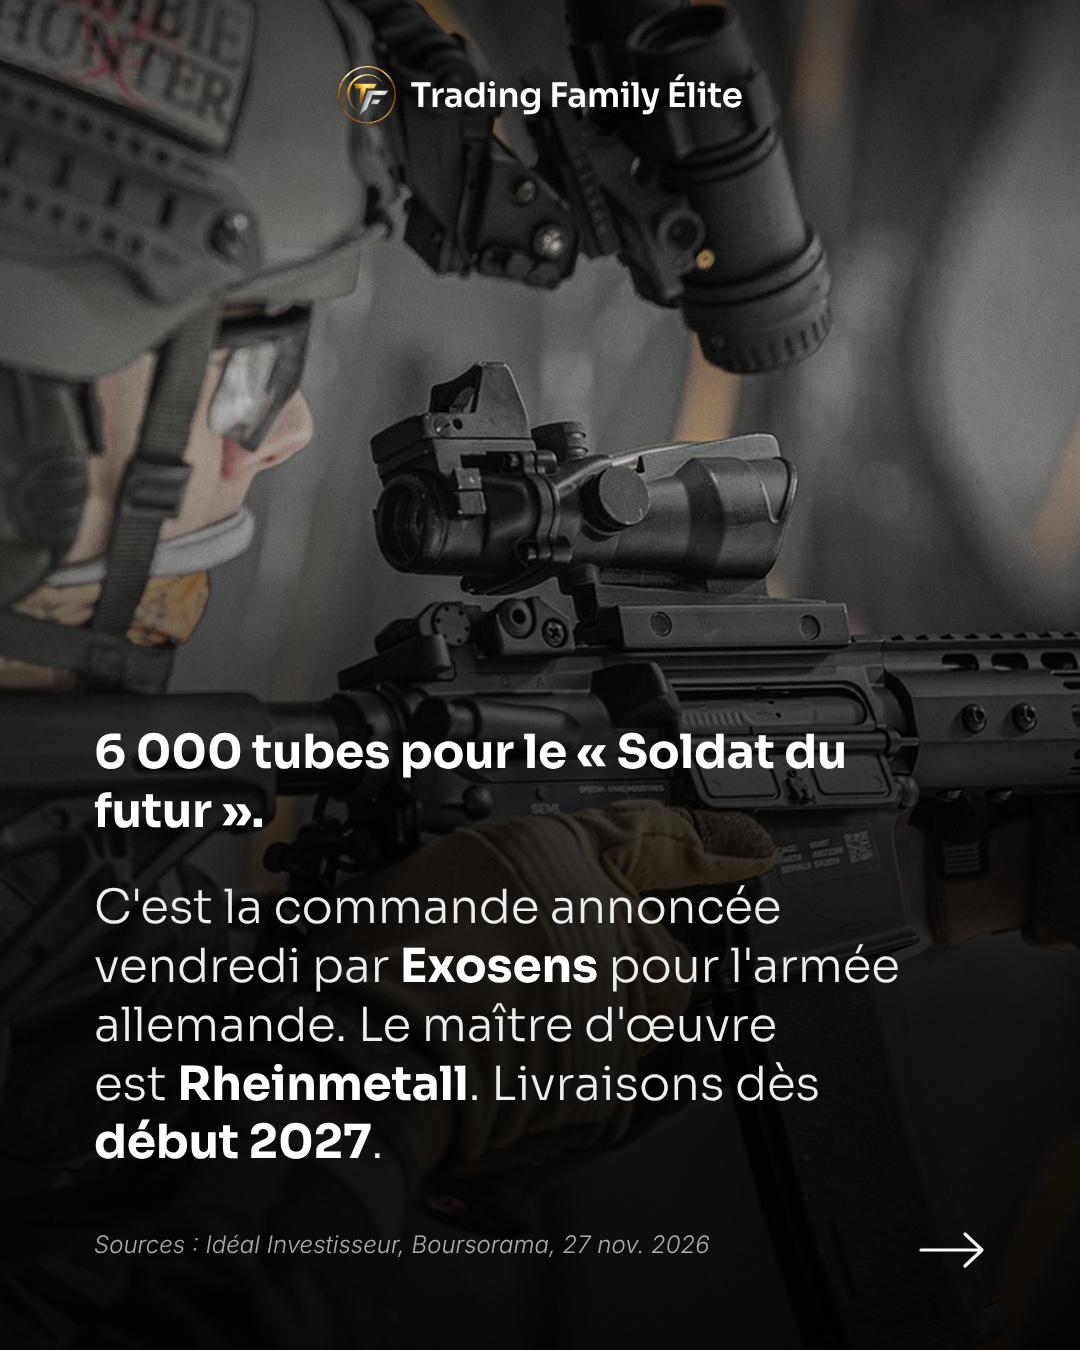 Trading Family Élite
6 000 tubes pour le « Soldat du
futur ».
C'est la commande annoncée
vendredi par Exosens pour l'armée
allemande. Le maître d'œuvre
est Rheinmetall. Livraisons dès
début 2027.
Sources : Idéal Investisseur, Boursorama, 27 nov. 2026